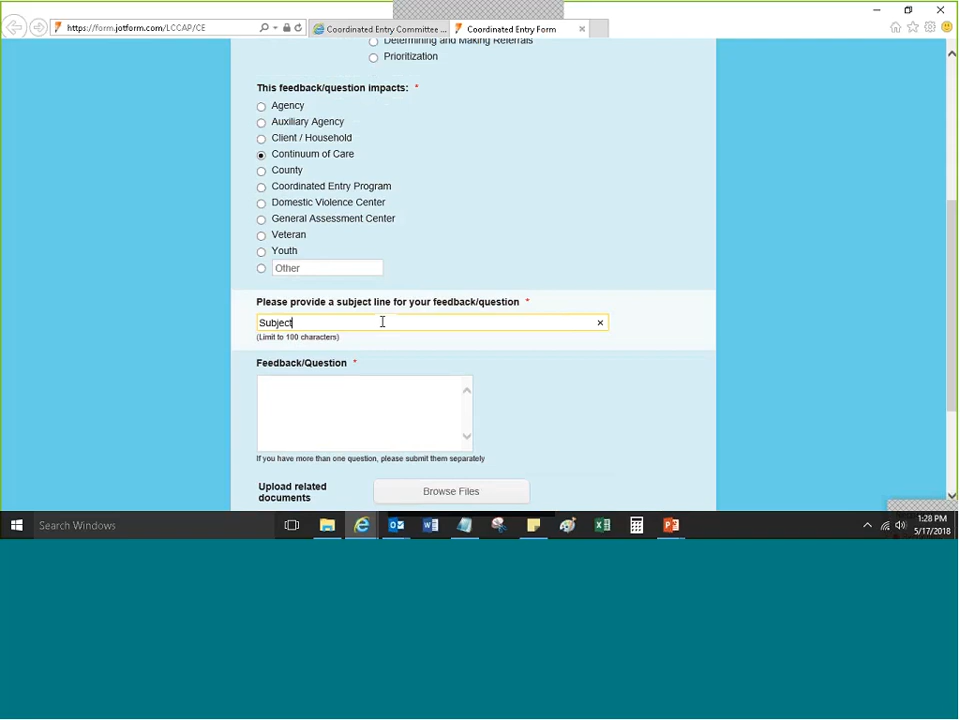 https://form.jotform.com/LCCAP/CE
Coordinated Entry Committee ...
Coordinated Entry Form
Determining and Making Referrals
Prioritization
This feedback/question impacts: *
Agency
Auxiliary Agency
Client / Household
Continuum of Care
County
Coordinated Entry Program
Domestic Violence Center
General Assessment Center
Veteran
Youth
Other
Please provide a subject line for your feedback/question *
Subject
(Limit to 100 characters)
Feedback/Question *
If you have more than one question, please submit them separately
Upload related
documents
Browse Files
Search Windows
1:28 PM
5/17/2018